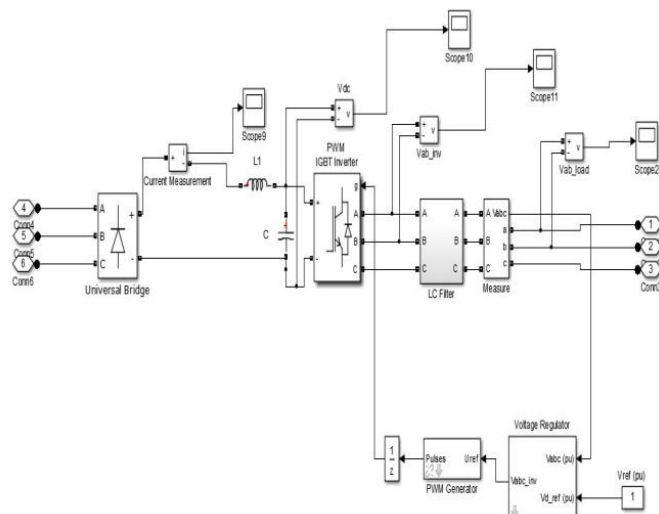 Scope10
Vdc
+
-
v
Scope11
Scope9
PWM
IGBT Inverter
+
-
v
Vab_inv
+
-
v
Vab_load
Scope2
+
i
-
Current Measurement
L1
4
Conn4
5
Conn5
6
Conn6
A
B
C
+
-
Universal Bridge
C
+
+
-
g
A
B
C
A
B
C
A
B
C
LC Filter
A
B
C
Vabc
a
b
c
Measure
1
2
3
Conn3
Voltage Regulator
Vabc (pu)
Vabc_inv
Vd_ref (pu)
Vref (pu)
1
Pulses
Uref
PWM Generator
1
z